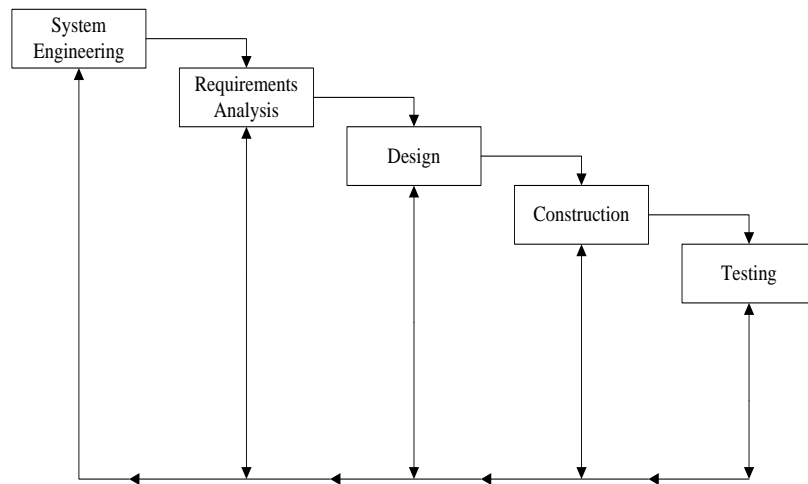 System
Engineering
Requirements
Analysis
Design
Construction
Testing